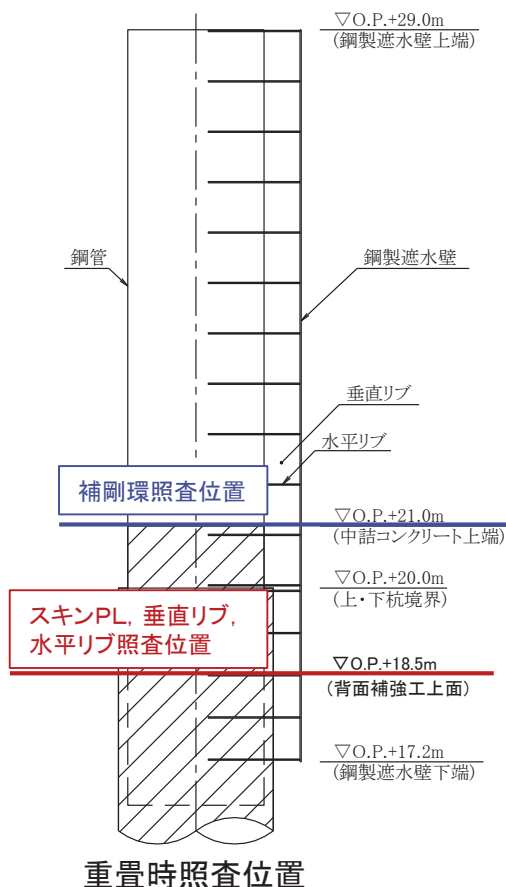 ▽O.P.+29.0m
(鋼製遮水壁上端)
鋼管
鋼製遮水壁
垂直リブ
水平リブ
補剛環照査位置
▽O.P.+21.0m
(中詰コンクリート上端)
▽O.P.+20.0m
(上・下杭境界)
スキンPL, 垂直リブ,
水平リブ照査位置
▽O.P.+18.5m
(背面補強工上面)
▽O.P.+17.2m
(鋼製遮水壁下端)
重畳時照査位置